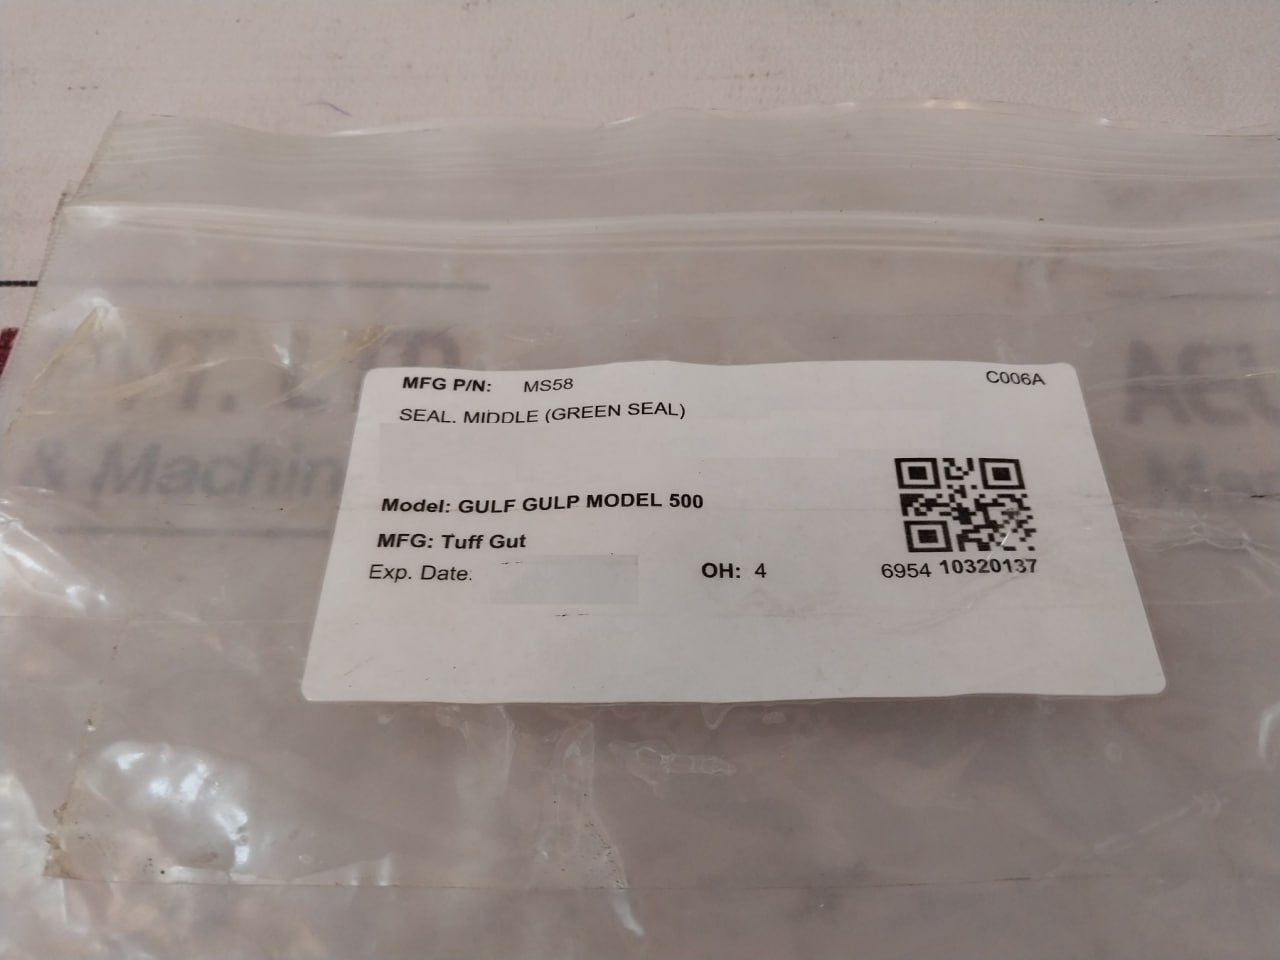 MFG P/N: MS58 C006A
SEAL. MIDDLE (GREEN SEAL)
Model: GULF GULP MODEL 500
MFG: Tuff Gut
Exp. Date: OH: 4 6954 10320137
& Machin